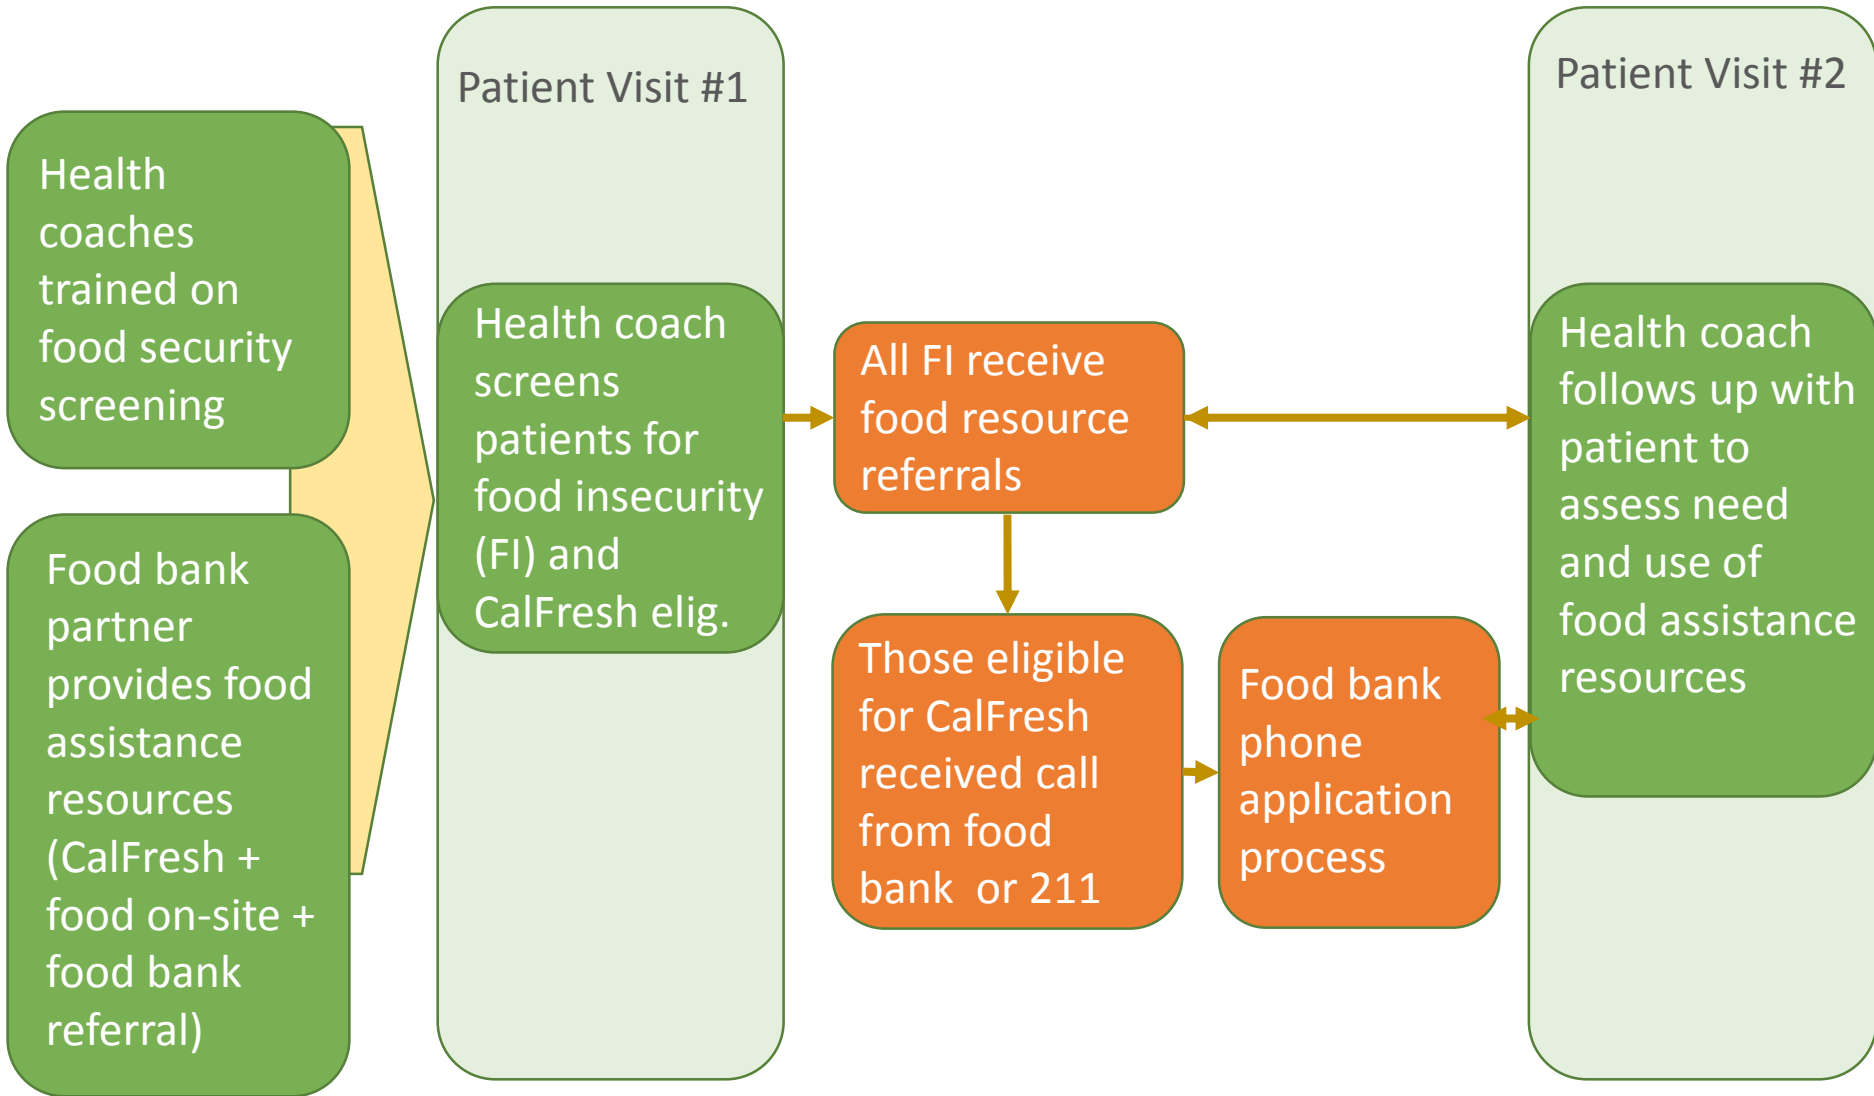 Health
coaches
trained on
food security
screening
Food bank
partner
provides food
assistance
resources
(CalFresh +
food on-site +
food bank
referral)
Patient Visit #1
Health coach
screens
patients for
food insecurity
(FI) and
CalFresh elig.
All FI receive
food resource
referrals
Those eligible
for CalFresh
received call
from food
bank  or 211
Food bank
phone
application
process
Patient Visit #2
Health coach
follows up with
patient to
assess need
and use of
food assistance
resources